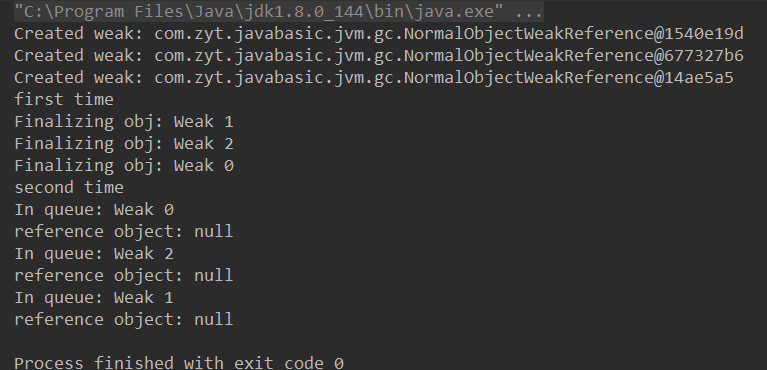 "C:\Program Files\Java\jdk1.8.0_144\bin\java.exe" ...
Created weak: com.zyt.javabasic.jvm.gc.NormalObjectWeakReference@1540e19d
Created weak: com.zyt.javabasic.jvm.gc.NormalObjectWeakReference@677327b6
Created weak: com.zyt.javabasic.jvm.gc.NormalObjectWeakReference@14ae5a5
first time
Finalizing obj: Weak 1
Finalizing obj: Weak 2
Finalizing obj: Weak 0
second time
In queue: Weak 0
reference object: null
In queue: Weak 2
reference object: null
In queue: Weak 1
reference object: null
Process finished with exit code 0